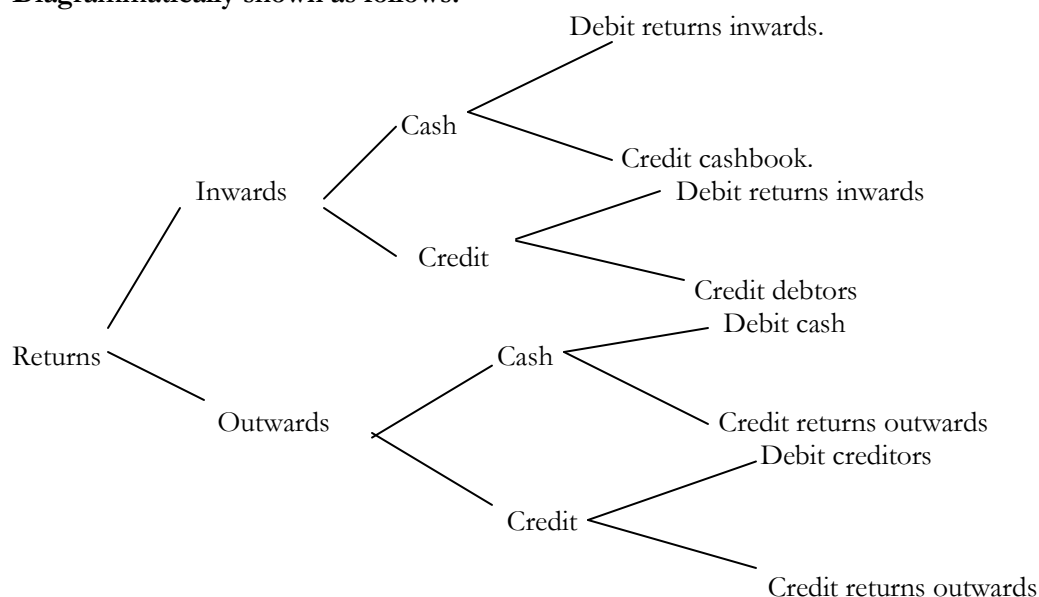 Diagrammatically shown as follows:
Debit returns inwards.
Cash
Credit cashbook.
Inwards
Debit returns inwards
Credit
Credit debtors
Debit cash
Returns
Cash
Outwards
Credit returns outwards
Debit creditors
Credit
Credit returns outwards